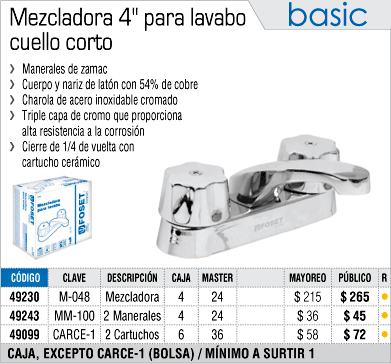 Mezcladora 4" para lavabo
cuello corto
basic
Manerales de zamac
Cuerpo y nariz de latón con 54% de cobre
Charola de acero inoxidable cromado
Triple capa de cromo que proporciona
alta resistencia a la corrosión
Cierre de 1/4 de vuelta con
cartucho cerámico
Mezcladora
para lavabo
FOSET
FOSET
CÓDIGO CLAVE DESCRIPCIÓN CAJA MASTER MAYOREO PÚBLICO R
49230 M-048 Mezcladora 4 24 $ 215 $ 265
49243 MM-100 2 Manerales 4 24 $ 36 $ 45
49099 CARCE-1 2 Cartuchos 6 36 $ 58 $ 72
CAJA, EXCEPTO CARCE-1 (BOLSA) / MÍNIMO A SURTIR 1